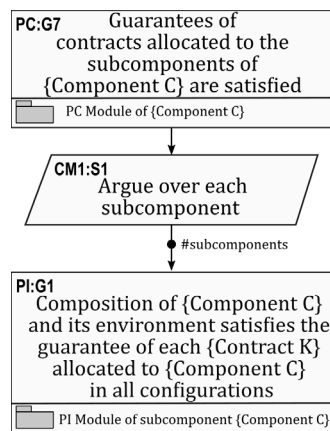 PC:G7
Guarantees of
contracts allocated to the
subcomponents of
{Component C} are satisfied
PC Module of {Component C}
CM1:S1
Argue over each
subcomponent
#subcomponents
PI:G1
Composition of {Component C}
and its environment satisfies the
guarantee of each {Contract K}
allocated to {Component C}
in all configurations
PI Module of subcomponent {Component C}